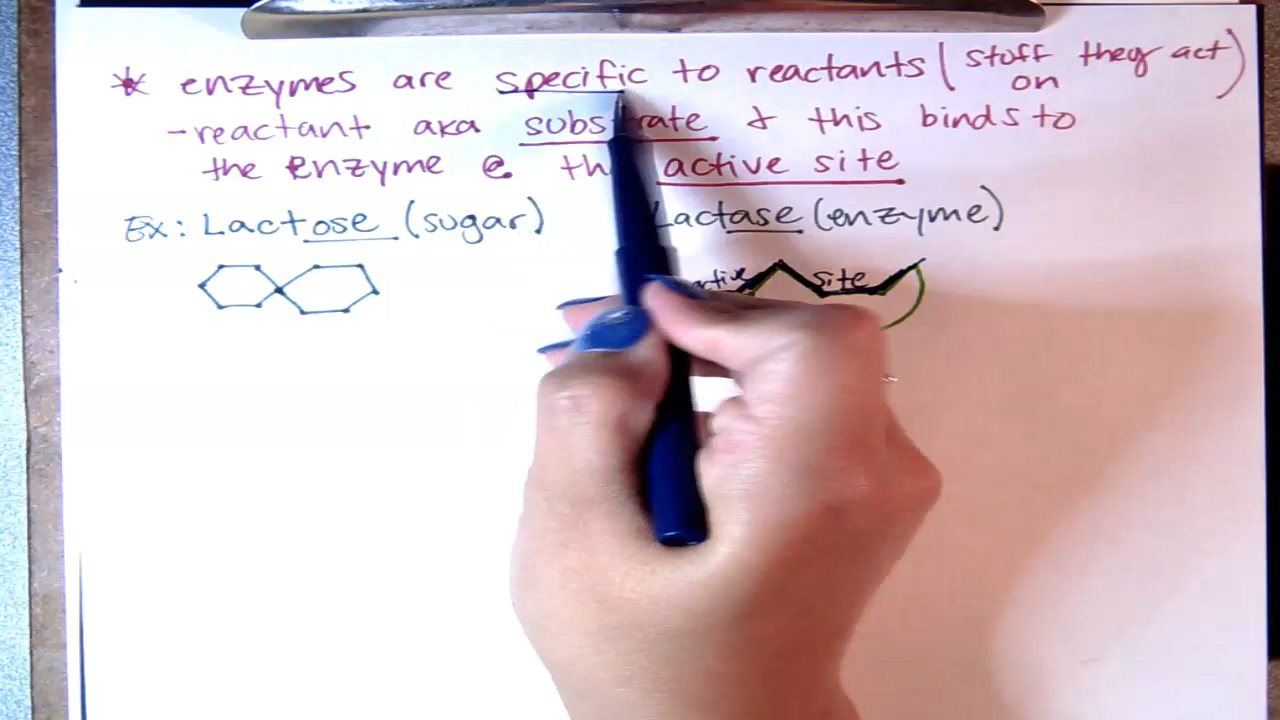 * enzymes are specific to reactants (stuff they act on)
- reactant aka substrate & this binds to
the enzyme @ the active site
Ex: Lactose (sugar) Lactase (enzyme)
active site